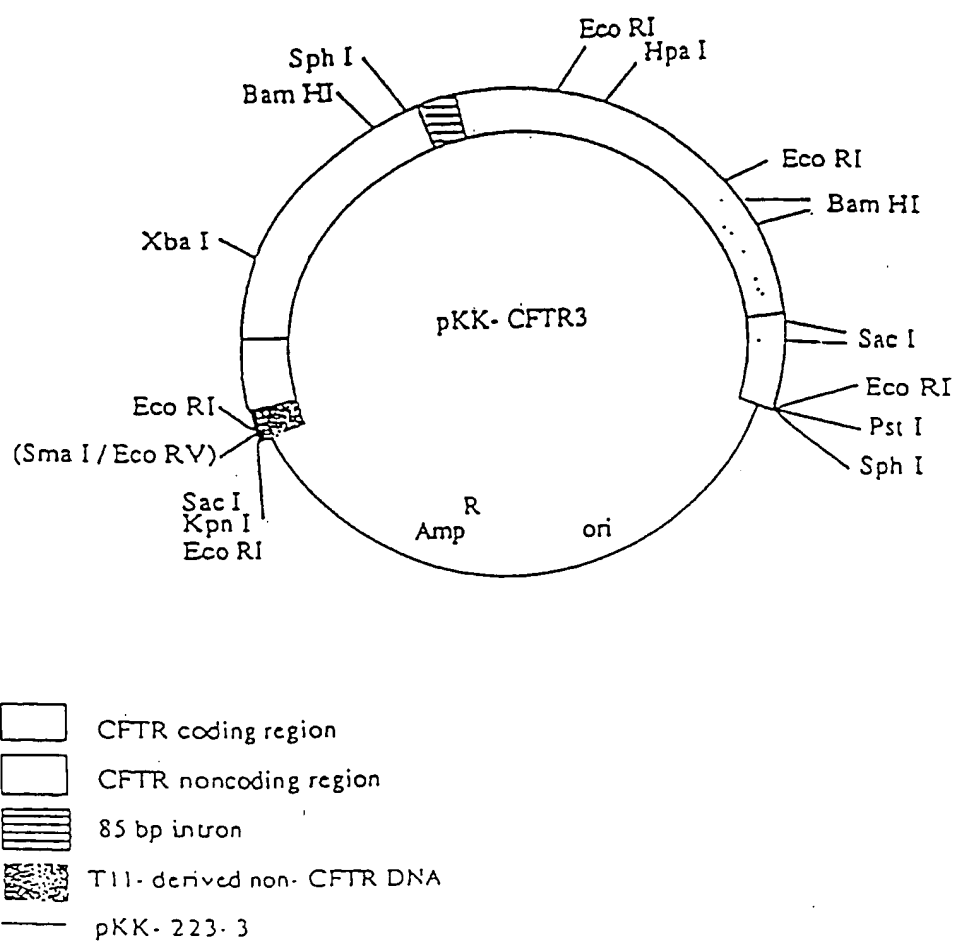 Eco RI
Hpa I
Sph I
Bam HI
Eco RI
Bam HI
Xba I
pKK- CFTR3
Sac I
Eco RI
Eco RI
Pst I
(Sma I / Eco RV)
Sph I
Sac I
Kpn I
Eco RI
Amp R
ori
CFTR coding region
CFTR noncoding region
85 bp intron
T11- derived non- CFTR DNA
pKK- 223- 3